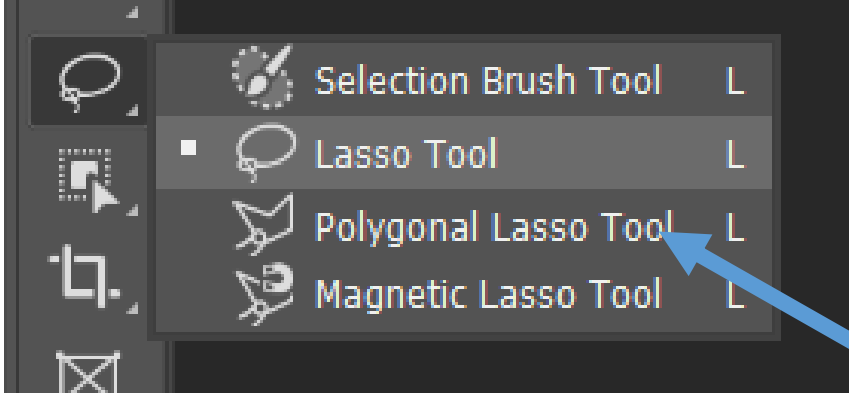 Selection Brush Tool L
Lasso Tool L
Polygonal Lasso Tool L
Magnetic Lasso Tool L